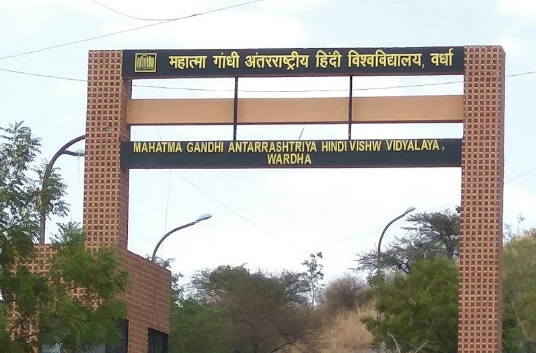 महात्मा गांधी अंतरराष्ट्रीय हिंदी विश्वविद्यालय, वर्धा
MAHATMA GANDHI ANTARRASHTRIYA HINDI VISHW VIDYALAYA,
WARDHA